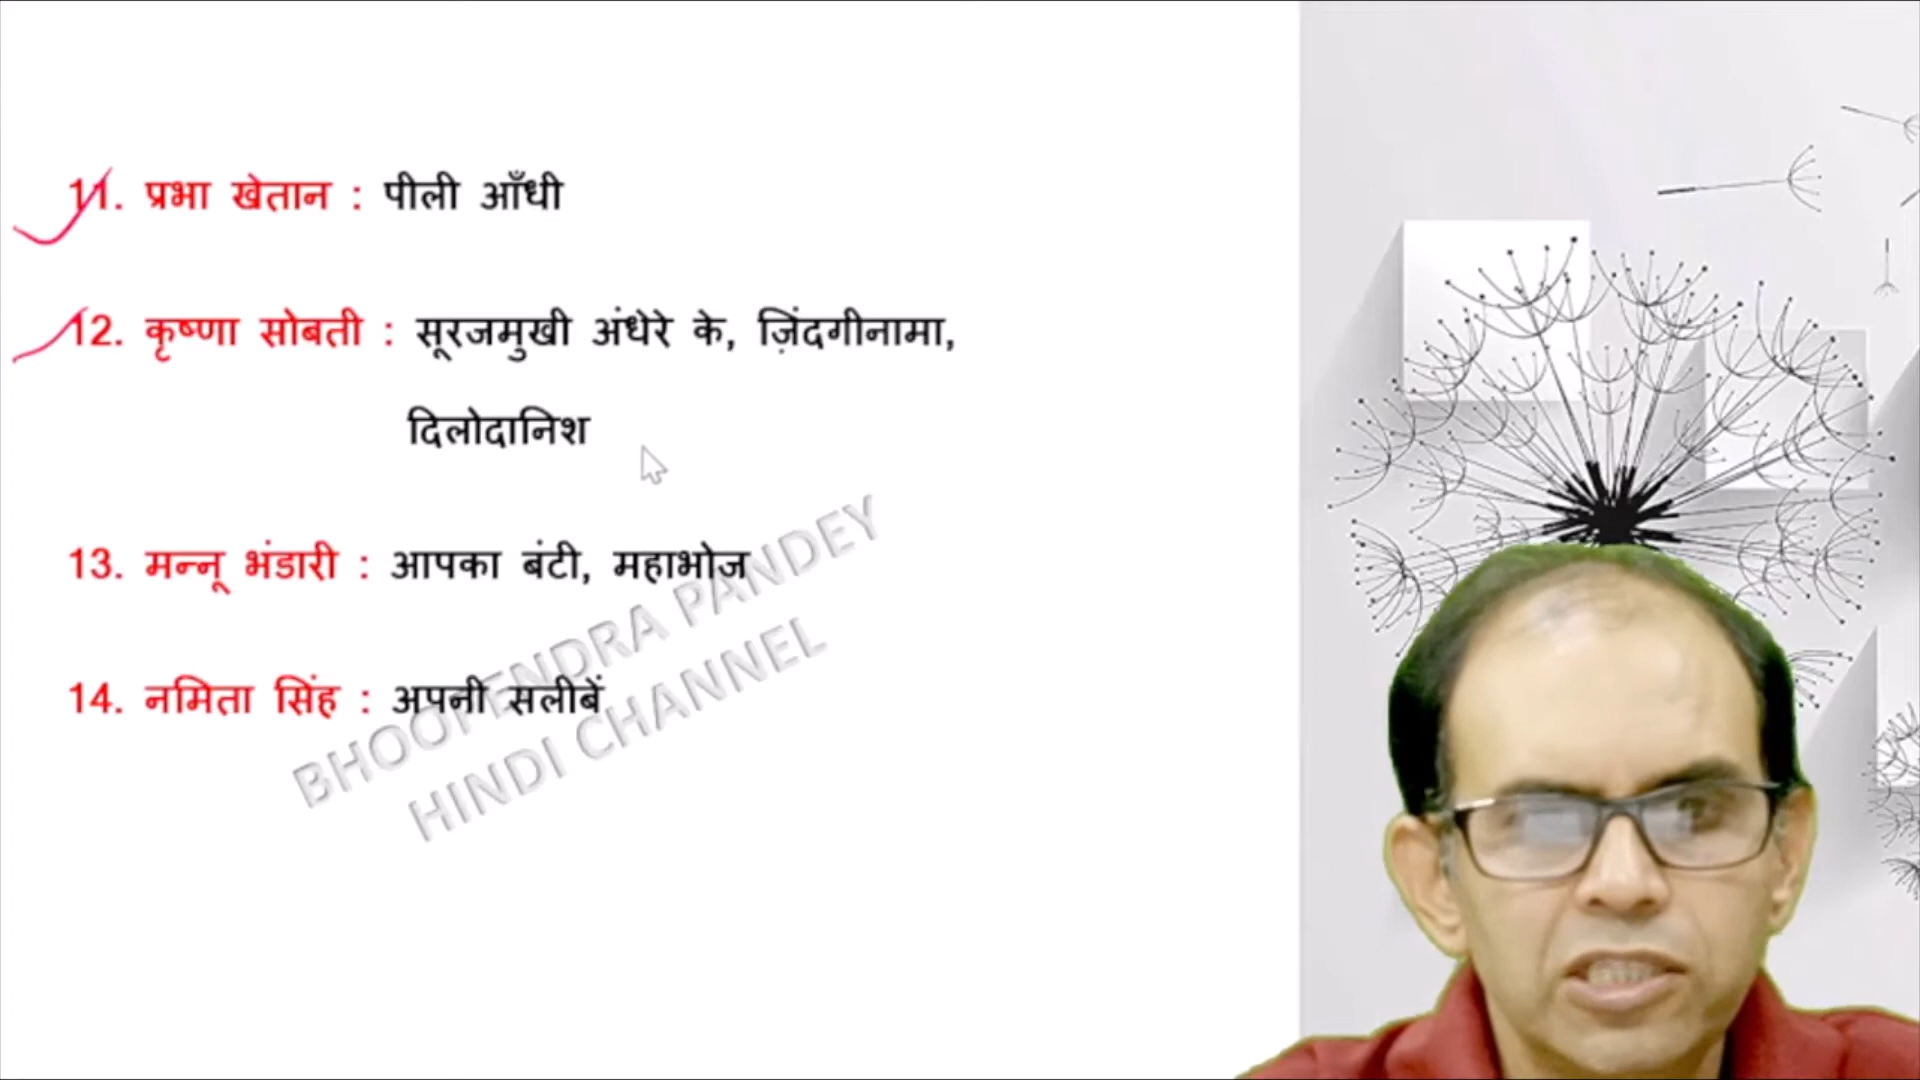 11. प्रभा खेतान : पीली आँधी
12. कृष्णा सोबती : सूरजमुखी अंधेरे के, ज़िंदगीनामा,
दिलोदानिश
13. मन्नू भंडारी : आपका बंटी, महाभोज
14. नमिता सिंह : अपनी सलीबें
BHOOPENDRA PANDEY
HINDI CHANNEL